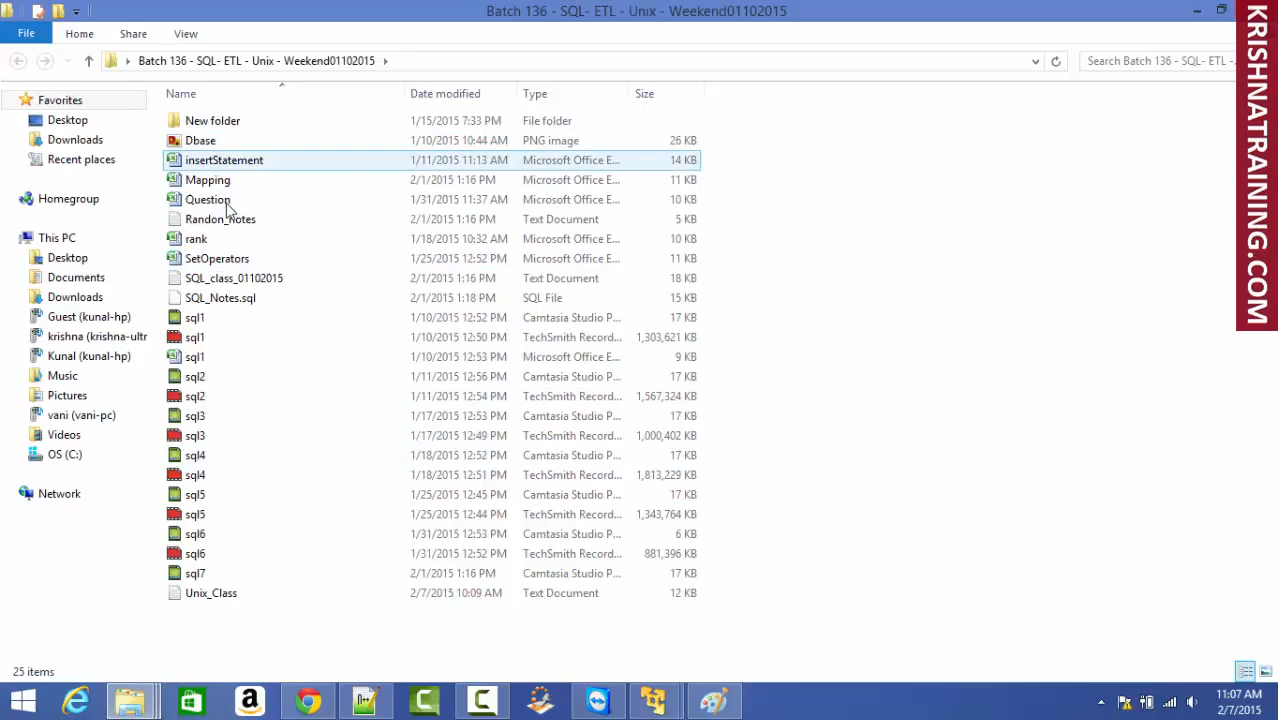 Batch 136 - SQL- ETL - Unix - Weekend01102015
File Home Share View
Batch 136 - SQL- ETL - Unix - Weekend01102015
Search Batch 136 - SQL- ETL -
Name Date modified Type Size
Favorites
Desktop
Downloads
Recent places
Homegroup
This PC
Desktop
Documents
Downloads
Guest (kunal-hp)
krishna (krishna-ultr
Kunal (kunal-hp)
Music
Pictures
vani (vani-pc)
Videos
OS (C:)
Network
New folder 1/15/2015 7:33 PM File folder
Dbase 1/10/2015 10:44 AM PNG image 26 KB
insertStatement 1/11/2015 11:13 AM Microsoft Office E... 14 KB
Mapping 2/1/2015 1:16 PM Microsoft Office E... 11 KB
Question 1/31/2015 11:37 AM Microsoft Office E... 10 KB
Randon_notes 2/1/2015 1:16 PM Text Document 5 KB
rank 1/18/2015 10:32 AM Microsoft Office E... 10 KB
SetOperators 1/25/2015 12:52 PM Microsoft Office E... 11 KB
SQL_class_01102015 2/1/2015 1:16 PM Text Document 18 KB
SQL_Notes.sql 2/1/2015 1:18 PM SQL File 15 KB
sql1 1/10/2015 12:52 PM Camtasia Studio P... 17 KB
sql1 1/10/2015 12:50 PM TechSmith Record... 1,303,621 KB
sql1 1/10/2015 12:53 PM Microsoft Office E... 9 KB
sql2 1/11/2015 12:56 PM Camtasia Studio P... 17 KB
sql2 1/11/2015 12:54 PM TechSmith Record... 1,567,324 KB
sql3 1/17/2015 12:53 PM Camtasia Studio P... 17 KB
sql3 1/17/2015 12:49 PM TechSmith Record... 1,000,402 KB
sql4 1/18/2015 12:52 PM Camtasia Studio P... 17 KB
sql4 1/18/2015 12:51 PM TechSmith Record... 1,813,229 KB
sql5 1/25/2015 12:45 PM Camtasia Studio P... 17 KB
sql5 1/25/2015 12:44 PM TechSmith Record... 1,343,764 KB
sql6 1/31/2015 12:53 PM Camtasia Studio P... 6 KB
sql6 1/31/2015 12:52 PM TechSmith Record... 881,396 KB
sql7 2/1/2015 1:16 PM Camtasia Studio P... 17 KB
Unix_Class 2/7/2015 10:09 AM Text Document 12 KB
25 items
11:07 AM
2/7/2015
KRISHNATRAINING.COM